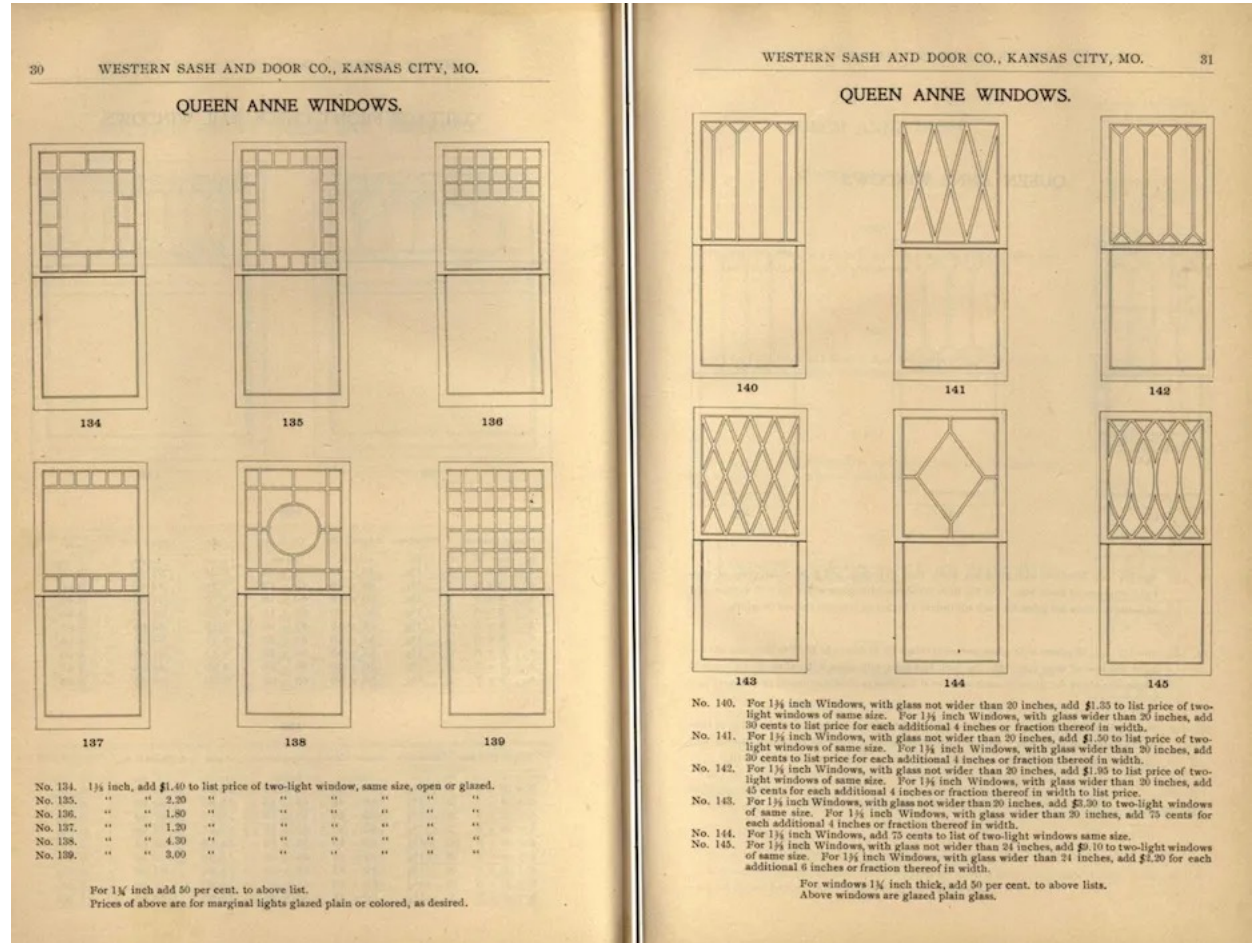 30 WESTERN SASH AND DOOR CO., KANSAS CITY, MO.
QUEEN ANNE WINDOWS.
134 135 136
137 138 139
No. 134. 1⅜ inch, add $1.40 to list price of two-light window, same size, open or glazed.
No. 135. " " 2.20 " " " " " " "
No. 136. " " 1.80 " " " " " " "
No. 137. " " 1.20 " " " " " " "
No. 138. " " 4.30 " " " " " " "
No. 139. " " 3.00 " " " " " " "
For 1¾ inch add 50 per cent. to above list.
Prices of above are for marginal lights glazed plain or colored, as desired.
WESTERN SASH AND DOOR CO., KANSAS CITY, MO. 31
QUEEN ANNE WINDOWS.
140 141 142
143 144 145
No. 140. For 1⅜ inch Windows, with glass not wider than 20 inches, add $1.35 to list price of two-
light windows of same size. For 1⅜ inch Windows, with glass wider than 20 inches, add
30 cents to list price for each additional 4 inches or fraction thereof in width.
No. 141. For 1⅜ inch Windows, with glass not wider than 20 inches, add $1.50 to list price of two-
light windows of same size. For 1⅜ inch Windows, with glass wider than 20 inches, add
30 cents to list price for each additional 4 inches or fraction thereof in width.
No. 142. For 1⅜ inch Windows, with glass not wider than 20 inches, add $1.95 to list price of two-
light windows of same size. For 1⅜ inch Windows, with glass wider than 20 inches, add
45 cents for each additional 4 inches or fraction thereof in width to list price.
No. 143. For 1⅜ inch Windows, with glass not wider than 20 inches, add $3.30 to two-light windows
of same size. For 1⅜ inch Windows, with glass wider than 20 inches, add 75 cents for
each additional 4 inches or fraction thereof in width.
No. 144. For 1⅜ inch Windows, add 75 cents to list of two-light windows same size.
No. 145. For 1⅜ inch Windows, with glass not wider than 24 inches, add $9.10 to two-light windows
of same size. For 1⅜ inch Windows, with glass wider than 24 inches, add $2.20 for each
additional 6 inches or fraction thereof in width.
For windows 1¾ inch thick, add 50 per cent. to above lists.
Above windows are glazed plain glass.